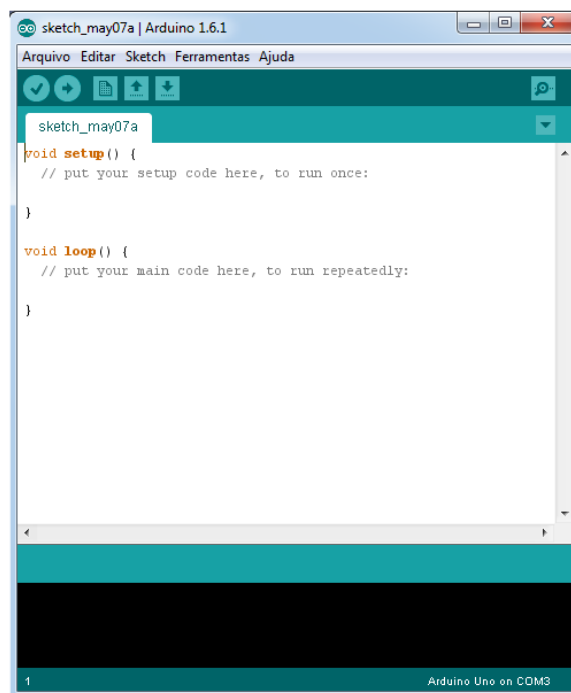 sketch_may07a | Arduino 1.6.1
Arquivo Editar Sketch Ferramentas Ajuda
sketch_may07a
void setup() {
// put your setup code here, to run once:
}
void loop() {
// put your main code here, to run repeatedly:
}
1 Arduino Uno on COM3